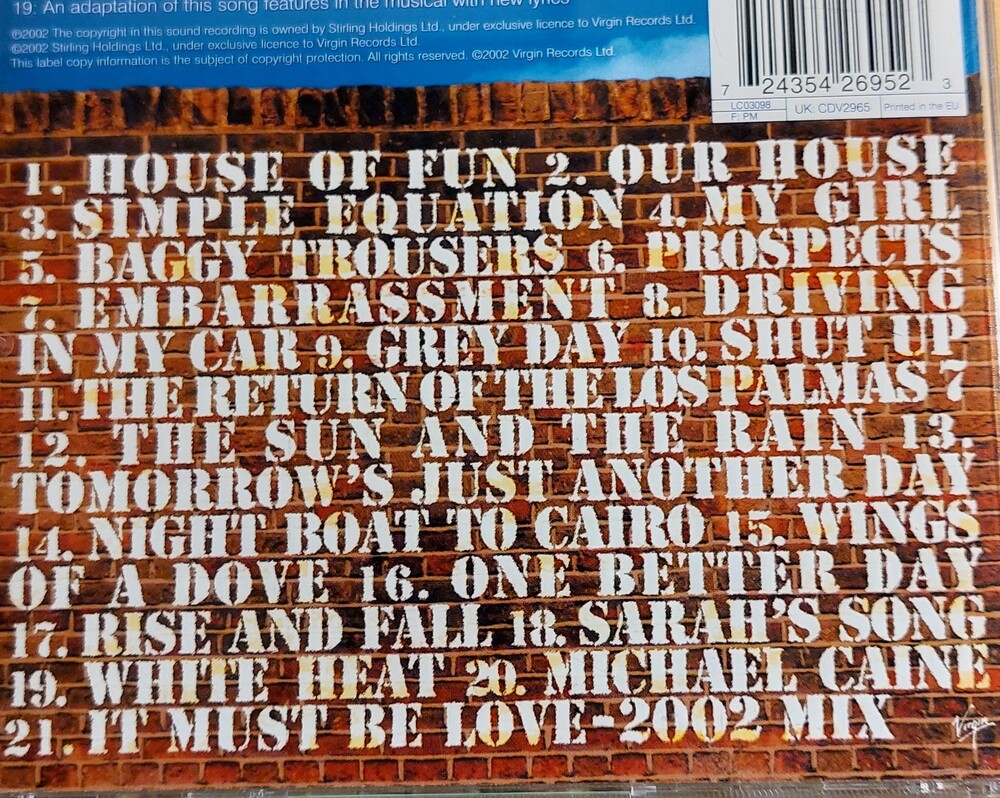 19: An adaptation of this song features in the musical with new lyrics
℗2002 The copyright in this sound recording is owned by Stirling Holdings Ltd., under exclusive licence to Virgin Records Ltd.
©2002 Stirling Holdings Ltd., under exclusive licence to Virgin Records Ltd.
This label copy information is the subject of copyright protection. All rights reserved. ©2002 Virgin Records Ltd.
7 24354 26952 3
LC03098
F: PM
UK: CDV2965
Printed in the EU
1. HOUSE OF FUN 2. OUR HOUSE
3. SIMPLE EQUATION 4. MY GIRL
5. BAGGY TROUSERS 6. PROSPECTS
7. EMBARRASSMENT 8. DRIVING
IN MY CAR 9. GREY DAY 10. SHUT UP
11. THE RETURN OF THE LOS PALMAS 7
12. THE SUN AND THE RAIN 13.
TOMORROW'S JUST ANOTHER DAY
14. NIGHT BOAT TO CAIRO 15. WINGS
OF A DOVE 16. ONE BETTER DAY
17. RISE AND FALL 18. SARAH'S SONG
19. WHITE HEAT 20. MICHAEL CAINE
21. IT MUST BE LOVE-2002 MIX
Virgin